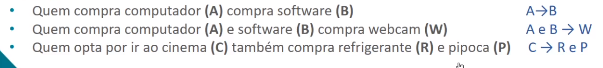 • Quem compra computador (A) compra software (B) A→B
• Quem compra computador (A) e software (B) compra webcam (W) A e B → W
• Quem opta por ir ao cinema (C) também compra refrigerante (R) e pipoca (P) C → R e P